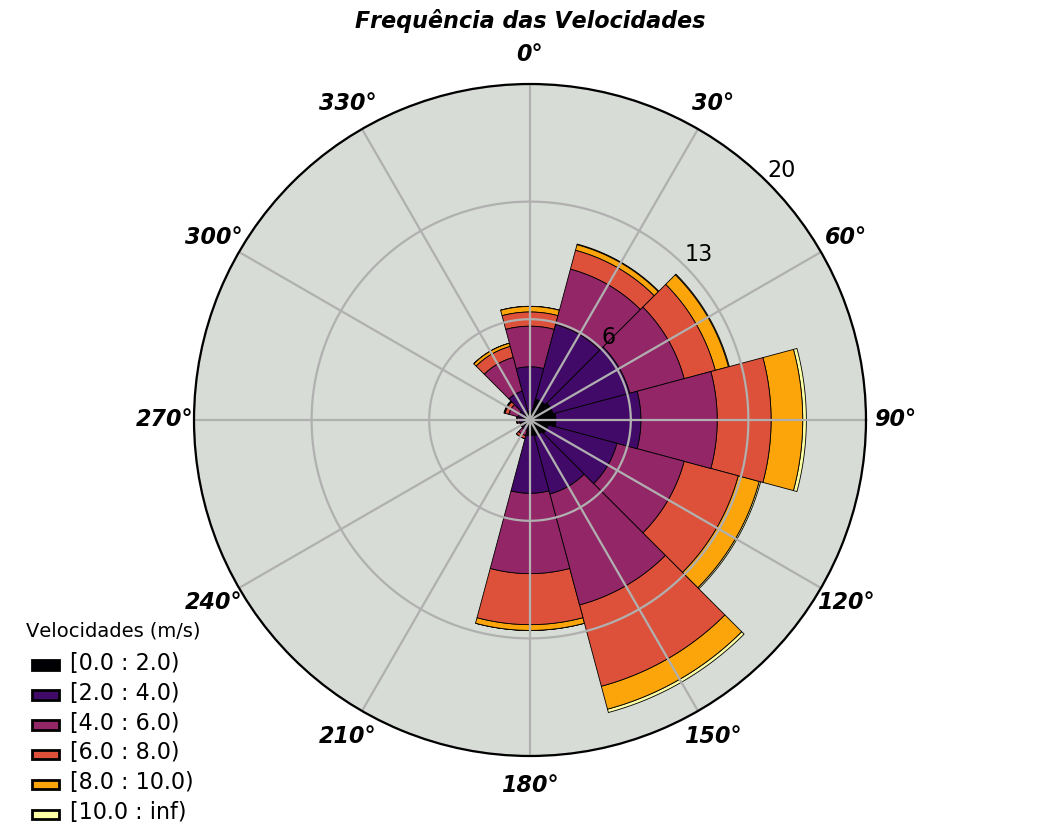 Frequência das Velocidades
0°
330°
30°
20
300°
60°
13
6
270°
90°
240°
120°
210°
150°
180°
Velocidades (m/s)
[0.0 : 2.0)
[2.0 : 4.0)
[4.0 : 6.0)
[6.0 : 8.0)
[8.0 : 10.0)
[10.0 : inf)